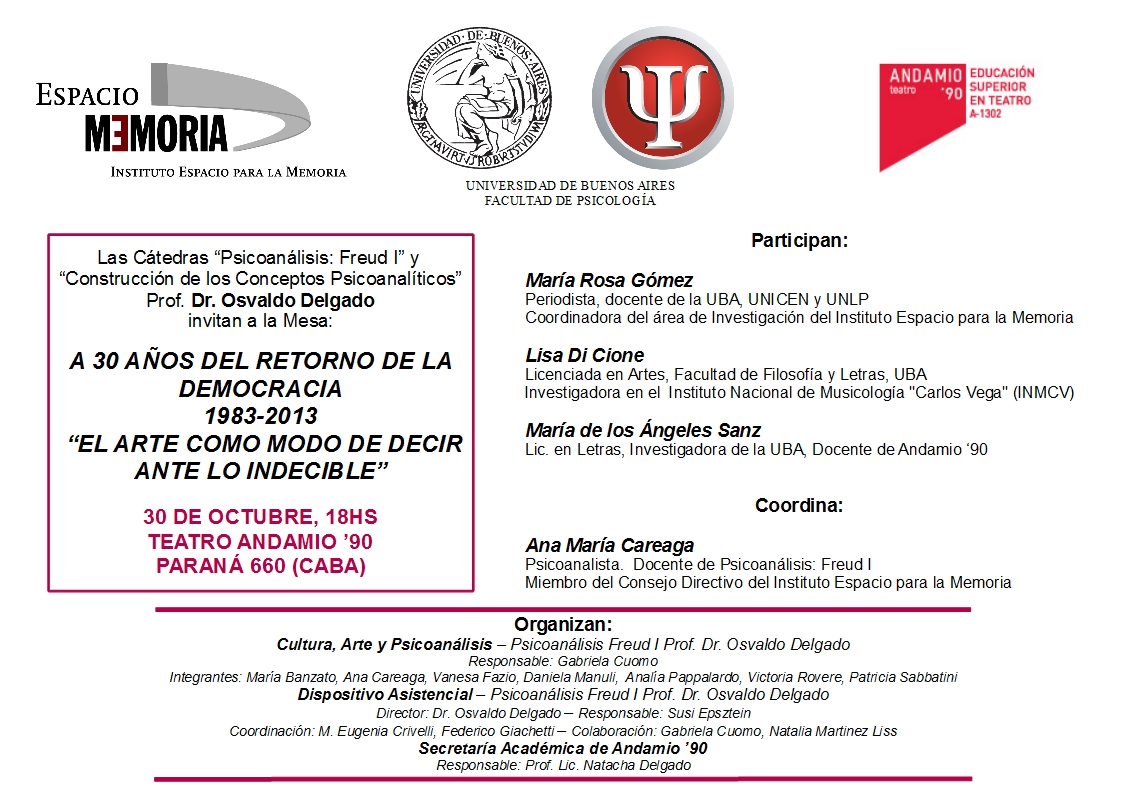 ESPACIO
MEMORIA
INSTITUTO ESPACIO PARA LA MEMORIA
UNIVERSIDAD · DE · BUENOS · AIRES
UNIVERSIDAD DE BUENOS AIRES
FACULTAD DE PSICOLOGÍA
ANDAMIO
teatro '90
EDUCACIÓN
SUPERIOR
EN TEATRO
A-1302
Las Cátedras “Psicoanálisis: Freud I” y
“Construcción de los Conceptos Psicoanalíticos”
Prof. Dr. Osvaldo Delgado
invitan a la Mesa:
A 30 AÑOS DEL RETORNO DE LA
DEMOCRACIA
1983-2013
“EL ARTE COMO MODO DE DECIR
ANTE LO INDECIBLE”
30 DE OCTUBRE, 18HS
TEATRO ANDAMIO ’90
PARANÁ 660 (CABA)
Participan:
María Rosa Gómez
Periodista, docente de la UBA, UNICEN y UNLP
Coordinadora del área de Investigación del Instituto Espacio para la Memoria
Lisa Di Cione
Licenciada en Artes, Facultad de Filosofía y Letras, UBA
Investigadora en el Instituto Nacional de Musicología "Carlos Vega" (INMCV)
María de los Ángeles Sanz
Lic. en Letras, Investigadora de la UBA, Docente de Andamio ‘90
Coordina:
Ana María Careaga
Psicoanalista. Docente de Psicoanálisis: Freud I
Miembro del Consejo Directivo del Instituto Espacio para la Memoria
Organizan:
Cultura, Arte y Psicoanálisis – Psicoanálisis Freud I Prof. Dr. Osvaldo Delgado
Responsable: Gabriela Cuomo
Integrantes: María Banzato, Ana Careaga, Vanesa Fazio, Daniela Manuli, Analía Pappalardo, Victoria Rovere, Patricia Sabbatini
Dispositivo Asistencial – Psicoanálisis Freud I Prof. Dr. Osvaldo Delgado
Director: Dr. Osvaldo Delgado – Responsable: Susi Epsztein
Coordinación: M. Eugenia Crivelli, Federico Giachetti – Colaboración: Gabriela Cuomo, Natalia Martinez Liss
Secretaría Académica de Andamio ’90
Responsable: Prof. Lic. Natacha Delgado